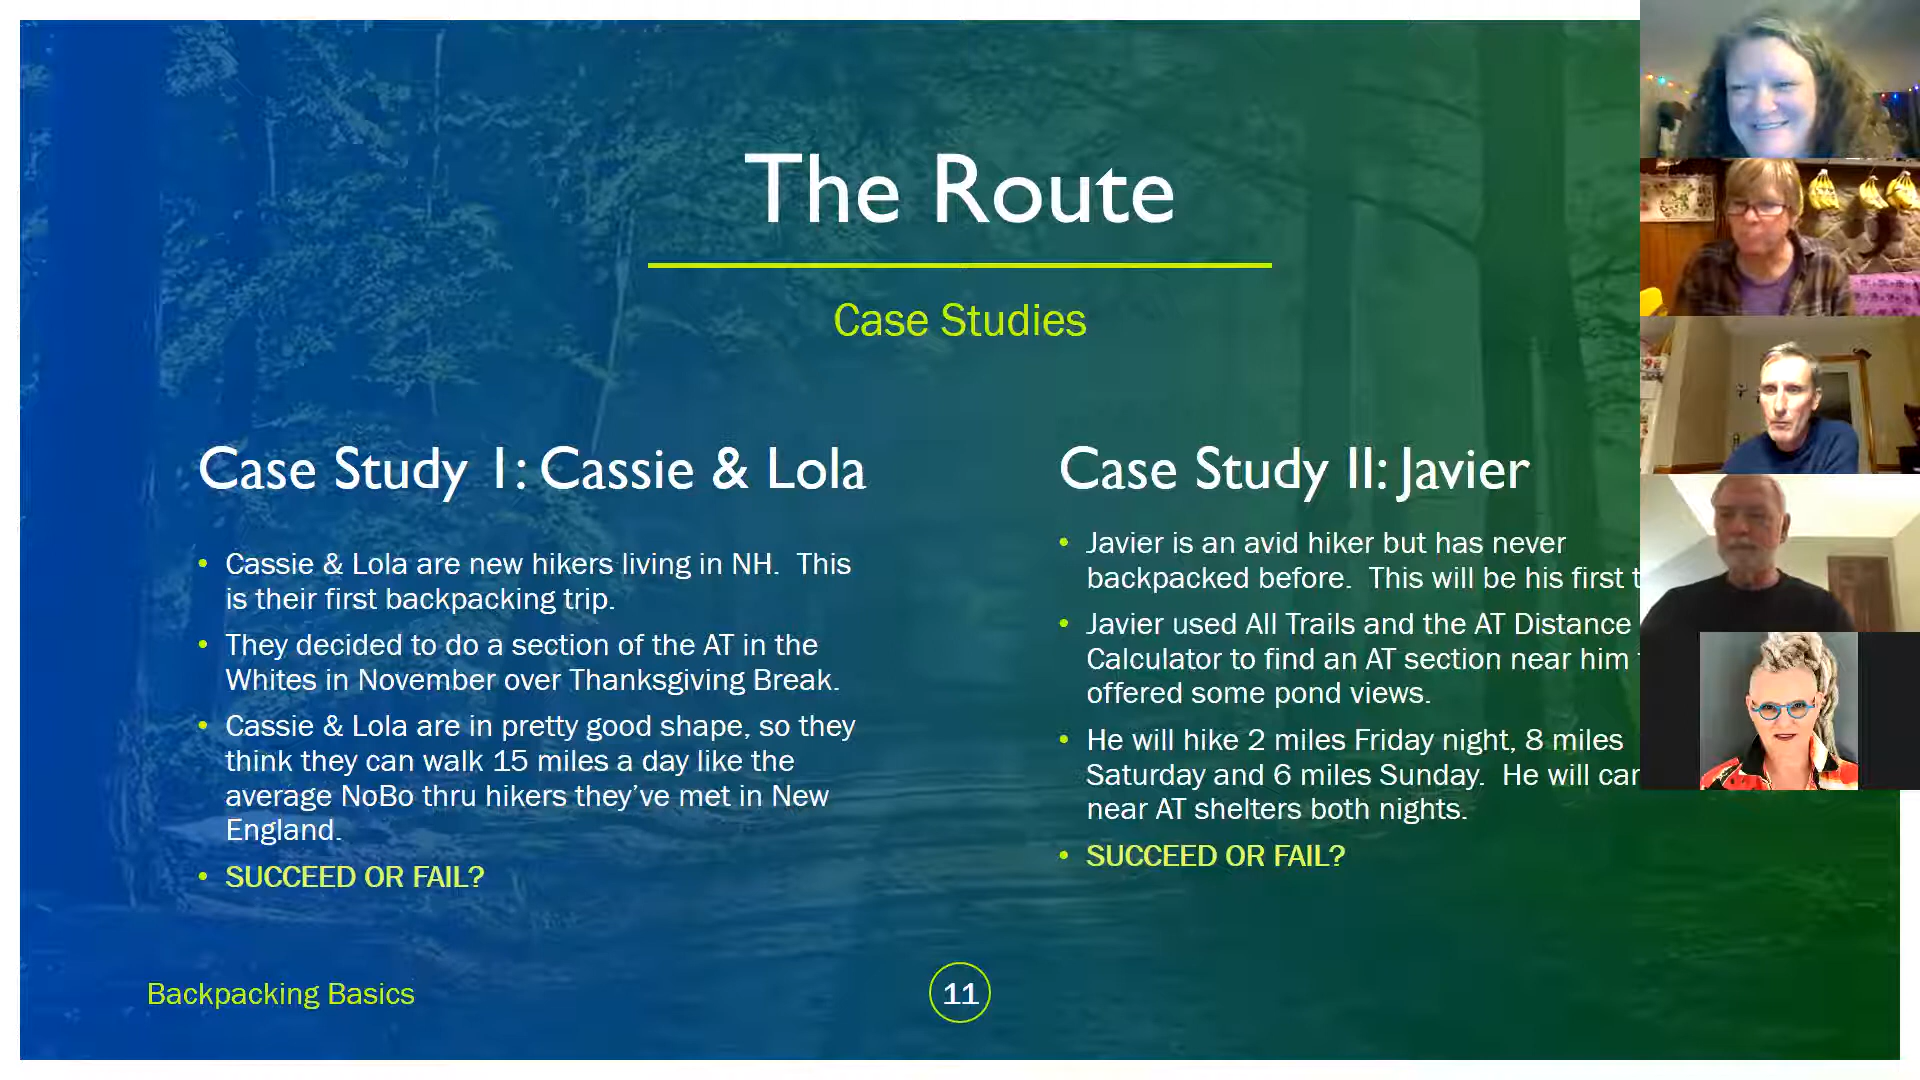 The Route
Case Studies
Case Study 1: Cassie & Lola
• Cassie & Lola are new hikers living in NH.  This
is their first backpacking trip.
• They decided to do a section of the AT in the
Whites in November over Thanksgiving Break.
• Cassie & Lola are in pretty good shape, so they
think they can walk 15 miles a day like the
average NoBo thru hikers they've met in New
England.
• SUCCEED OR FAIL?
Case Study II: Javier
• Javier is an avid hiker but has never
backpacked before.  This will be his first
• Javier used All Trails and the AT Distance
Calculator to find an AT section near him
offered some pond views.
• He will hike 2 miles Friday night, 8 miles
Saturday and 6 miles Sunday.  He will
near AT shelters both nights.
• SUCCEED OR FAIL?
Backpacking Basics
11